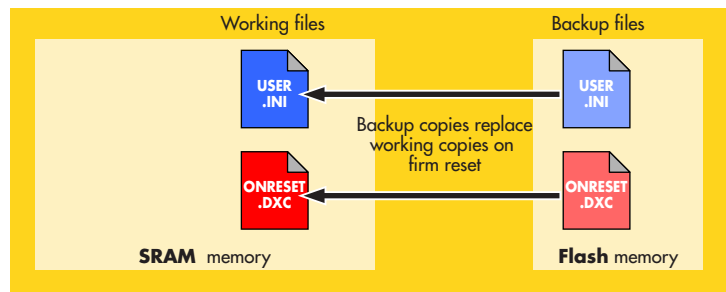 Working files
Backup files
USER
.INI
USER
.INI
Backup copies replace
working copies on
firm reset
ONRESET
.DXC
ONRESET
.DXC
SRAM memory
Flash memory